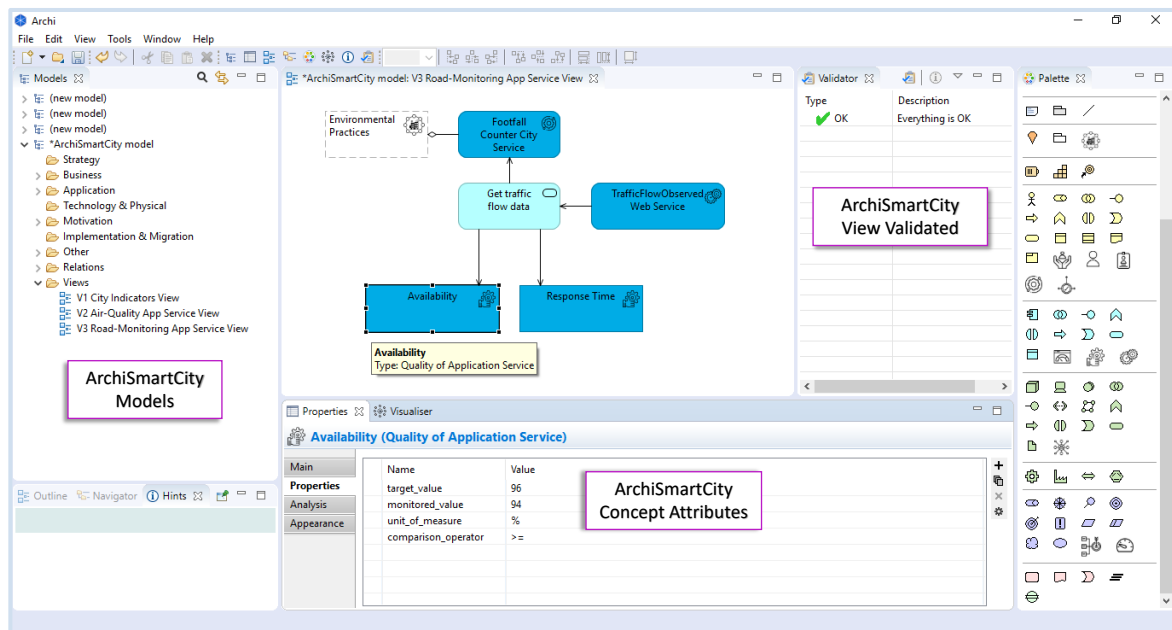 Archi
File Edit View Tools Window Help
Models
> (new model)
> (new model)
> (new model)
*ArchiSmartCity model
Strategy
> Business
> Application
Technology & Physical
> Motivation
Implementation & Migration
> Other
> Relations
Views
V1 City Indicators View
V2 Air-Quality App Service View
V3 Road-Monitoring App Service View
ArchiSmartCity
Models
Outline Navigator Hints
*ArchiSmartCity model: V3 Road-Monitoring App Service View
Environmental
Practices
Footfall
Counter City
Service
Get traffic
flow data
TrafficFlowObserved
Web Service
Availability
Response Time
Availability
Type: Quality of Application Service
Validator
Type Description
OK Everything is OK
ArchiSmartCity
View Validated
Palette
Properties Visualiser
Availability (Quality of Application Service)
Main
Properties
Analysis
Appearance
Name Value
target_value 96
monitored_value 94
unit_of_measure %
comparison_operator >=
ArchiSmartCity
Concept Attributes